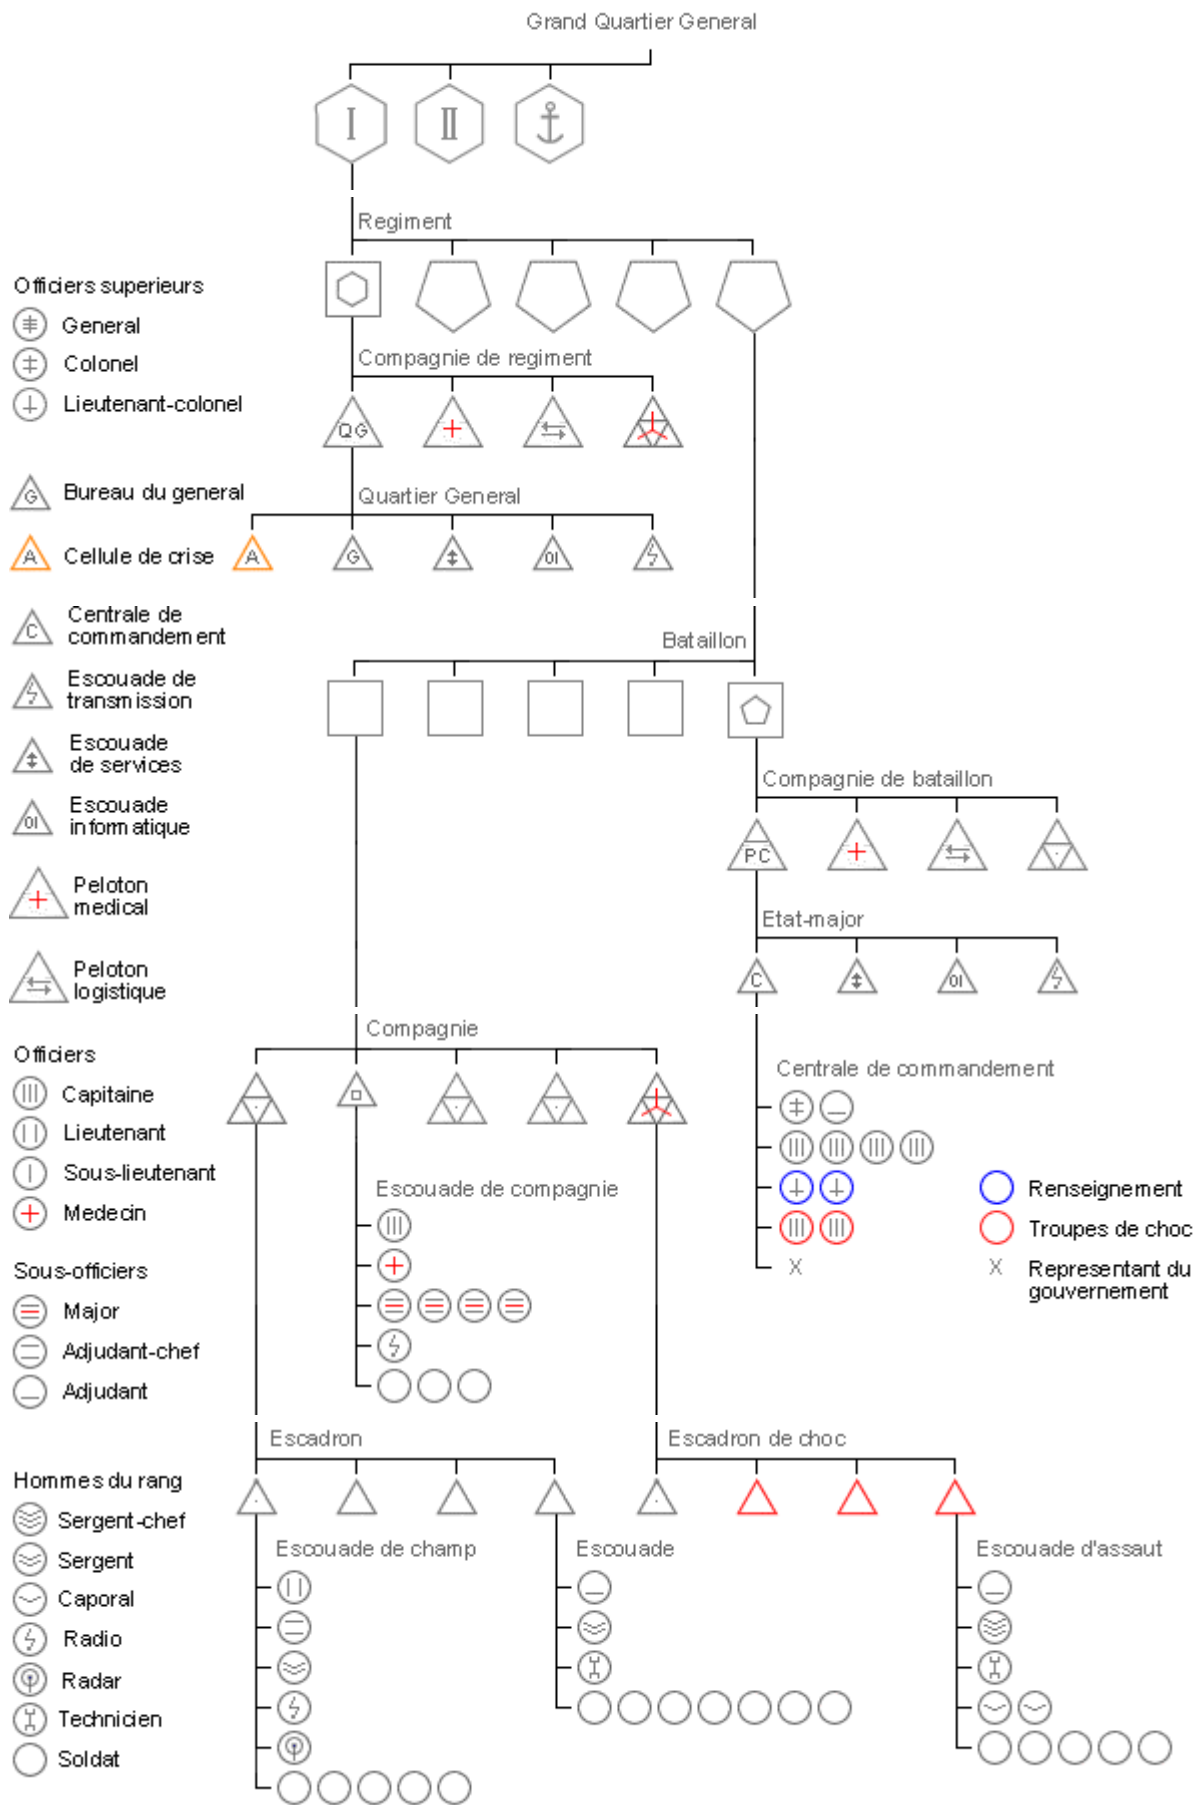 Grand Quartier General
I
II
Regiment
Officiers superieurs
General
Colonel
Lieutenant-colonel
Compagnie de regiment
QG
G
Bureau du general
Quartier General
A
Cellule de crise
A
G
OI
C
Centrale de
commandement
Bataillon
Escouade de
transmission
Escouade
de services
Compagnie de bataillon
OI
Escouade
informatique
PC
Peloton
medical
Etat-major
Peloton
logistique
C
OI
Compagnie
Officiers
Capitaine
Lieutenant
Sous-lieutenant
Medecin
Centrale de commandement
Escouade de compagnie
Renseignement
Troupes de choc
X
X
Representant du
gouvernement
Sous-officiers
Major
Adjudant-chef
Adjudant
Escadron
Escadron de choc
Hommes du rang
Sergent-chef
Sergent
Caporal
Radio
Radar
Technicien
Soldat
Escouade de champ
Escouade
Escouade d'assaut